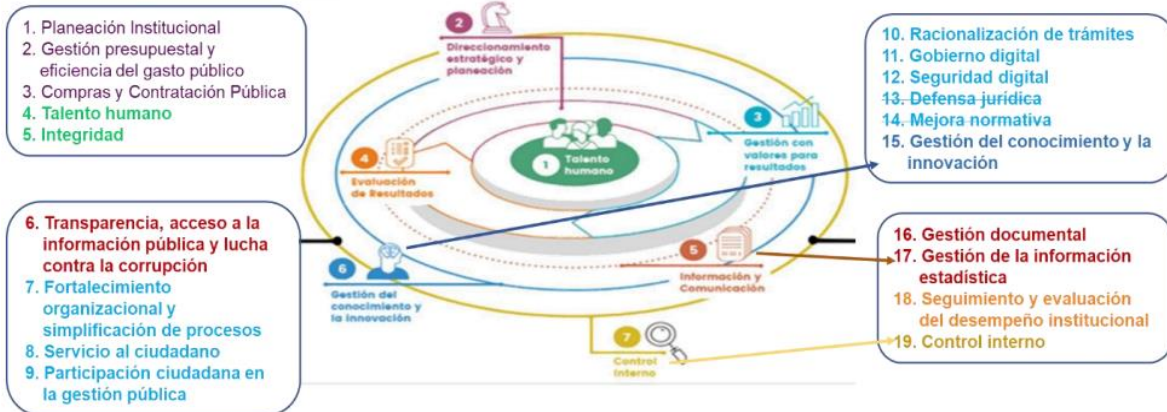 1. Planeación Institucional
2. Gestión presupuestal y
eficiencia del gasto público
3. Compras y Contratación Pública
4. Talento humano
5. Integridad
6. Transparencia, acceso a la
información pública y lucha
contra la corrupción
7. Fortalecimiento
organizacional y
simplificación de procesos
8. Servicio al ciudadano
9. Participación ciudadana en
la gestión pública
2
Direccionamiento
estratégico y
planeación
3
Gestión con
valores para
resultados
1
Talento
humano
4
Evaluación
de Resultados
5
Información y
Comunicación
6
Gestión del
conocimiento y
la innovación
7
Control
Interno
10. Racionalización de trámites
11. Gobierno digital
12. Seguridad digital
13. Defensa jurídica
14. Mejora normativa
15. Gestión del conocimiento y la
innovación
16. Gestión documental
17. Gestión de la información
estadística
18. Seguimiento y evaluación
del desempeño institucional
19. Control interno